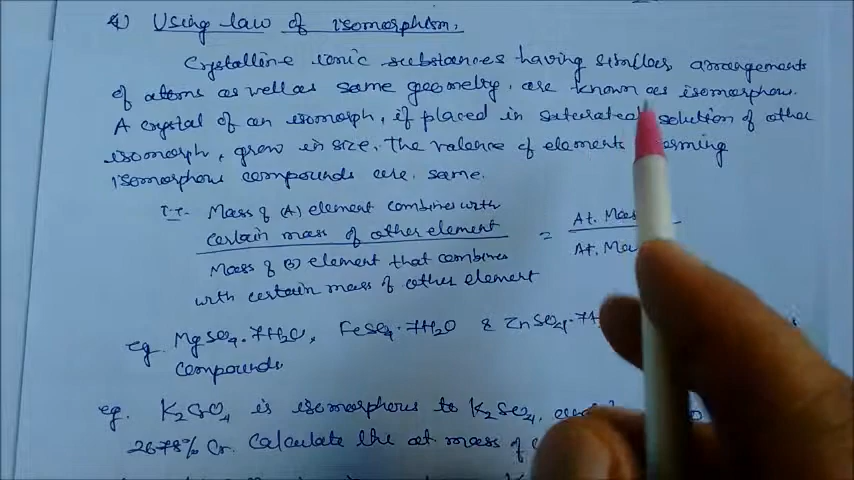 4) Using law of isomorphism.
Crystalline ionic substances having similar arrangements
of atoms as well as same geometry, are known as isomorphous.
A crystal of an isomorph, if placed in saturated solution of other
isomorph, grow in size. The valance of elements forming
isomorphous compounds are same.
Mass of (A) element combines with
certain mass of other element
= At. Mass
Mass of (B) element that combines
At. Ma
with certain mass of other element
eg. MgSO4.7H2O, FeSO4.7H2O & ZnSO4.7H
compounds
eg. K2CrO4 is isomorphous to K2SeO4,
26.78% Cr. Calculate the at. mass of